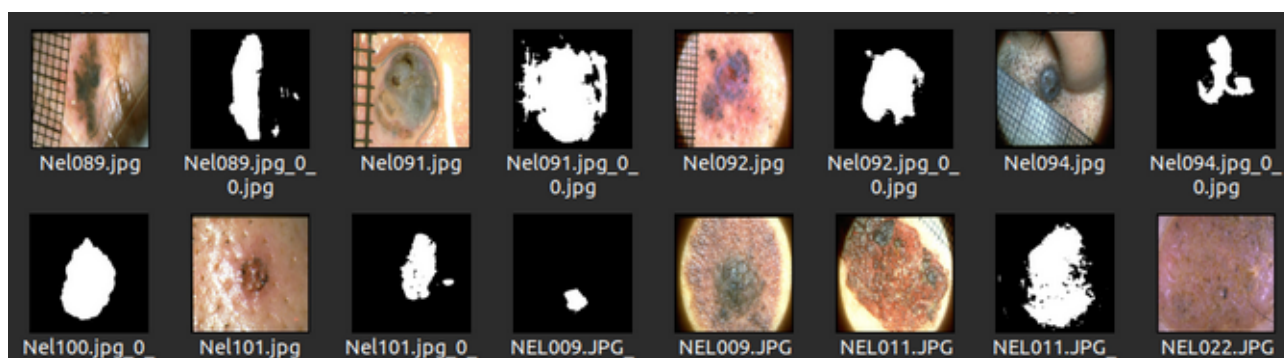 Nel089.jpg
Nel089.jpg_0_
0.jpg
Nel091.jpg
Nel091.jpg_0_
0.jpg
Nel092.jpg
Nel092.jpg_0_
0.jpg
Nel094.jpg
Nel094.jpg_0_
0.jpg
Nel100.jpg_0_
Nel101.jpg
Nel101.jpg_0_
NEL009.JPG_
NEL009.JPG
NEL011.JPG
NEL011.JPG_
NEL022.JPG